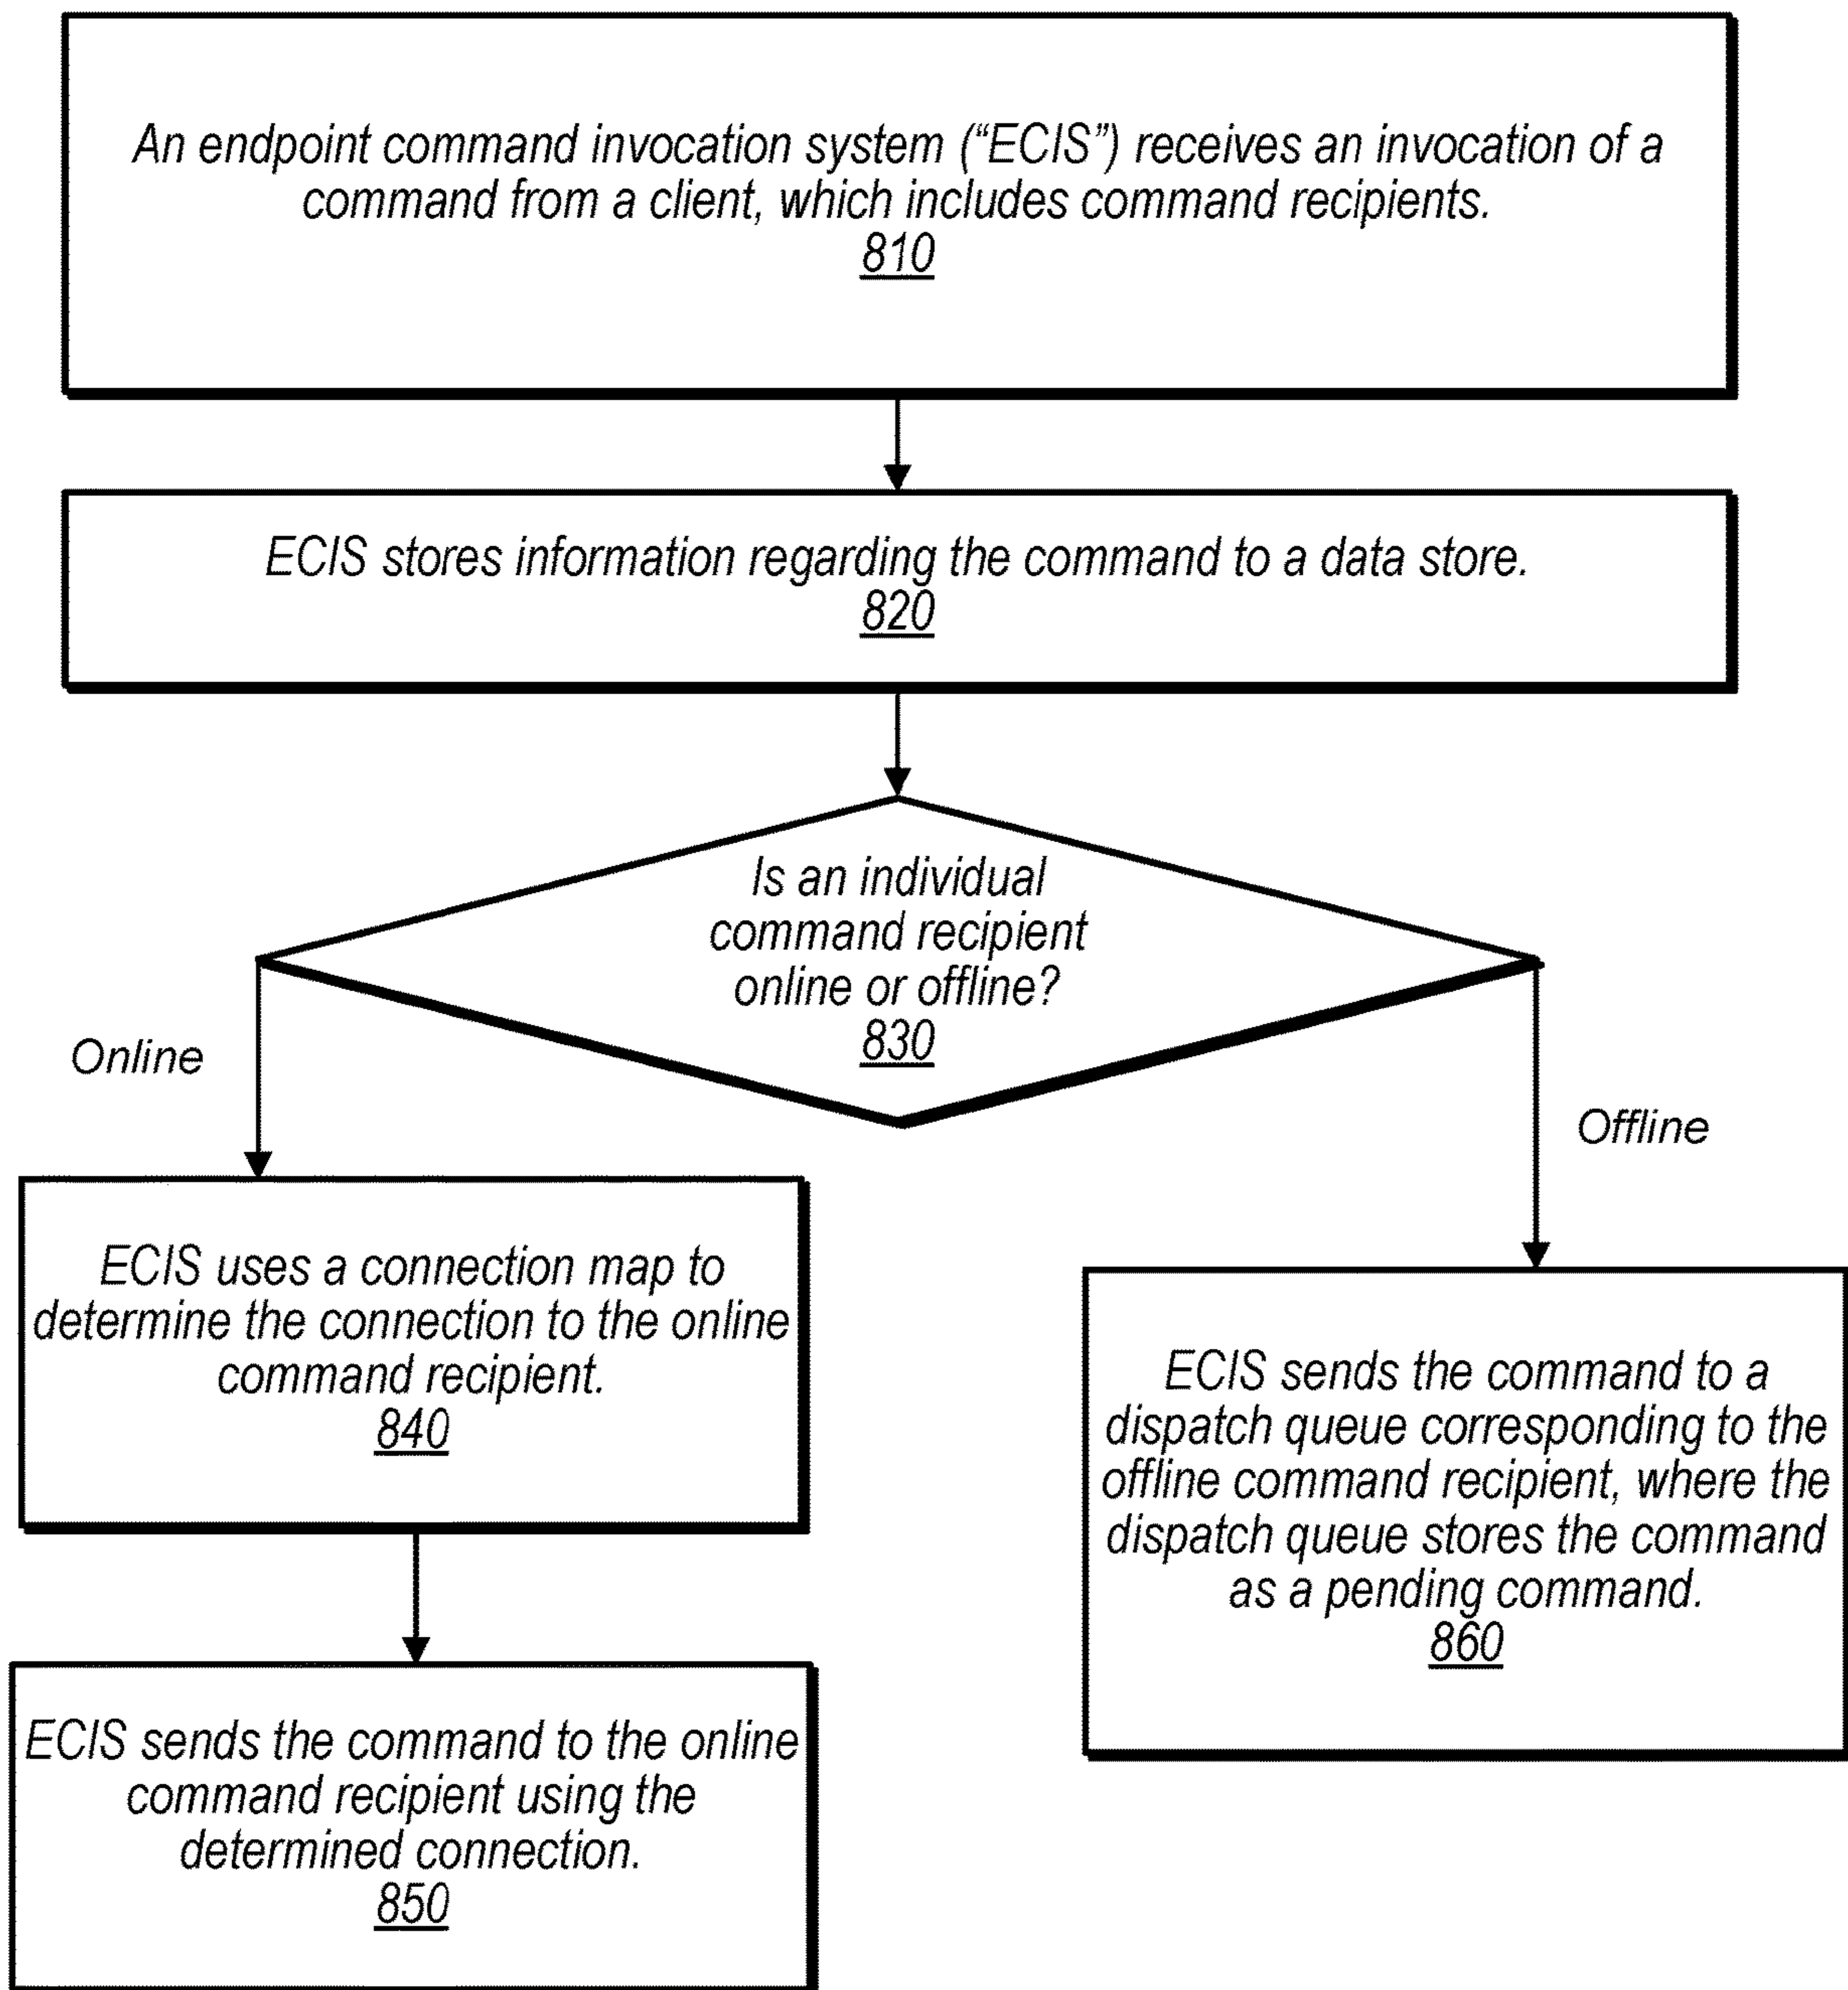 An endpoint command invocation system (“ECIS”) receives an invocation of a
command from a client, which includes command recipients.
810
ECIS stores information regarding the command to a data store.
820
Is an individual
command recipient
online or offline?
830
Online
Offline
ECIS uses a connection map to
determine the connection to the online
command recipient.
840
ECIS sends the command to a
dispatch queue corresponding to the
offline command recipient, where the
dispatch queue stores the command
as a pending command.
860
ECIS sends the command to the online
command recipient using the
determined connection.
850